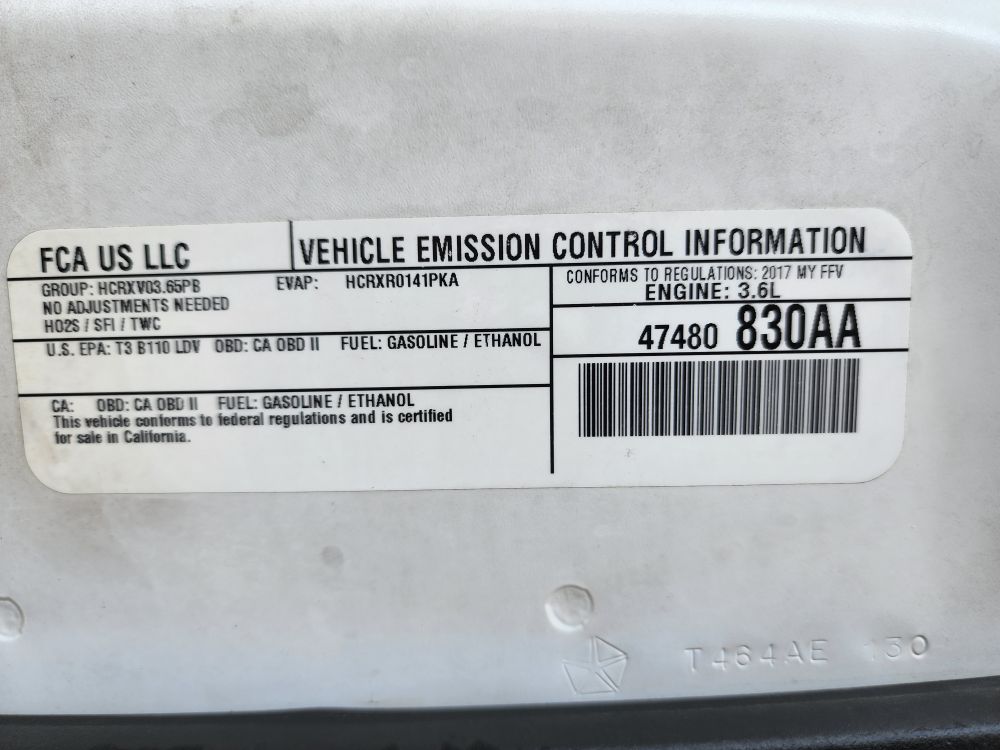 FCA US LLC
VEHICLE EMISSION CONTROL INFORMATION
GROUP: HCRXV03.65PB EVAP: HCRXR0141PKA
NO ADJUSTMENTS NEEDED
HO2S / SFI / TWC
CONFORMS TO REGULATIONS: 2017 MY FFV
ENGINE: 3.6L
47480 830AA
U.S. EPA: T3 B110 LDV OBD: CA OBD II FUEL: GASOLINE / ETHANOL
CA: OBD: CA OBD II FUEL: GASOLINE / ETHANOL
This vehicle conforms to federal regulations and is certified
for sale in California.
T464AE 130